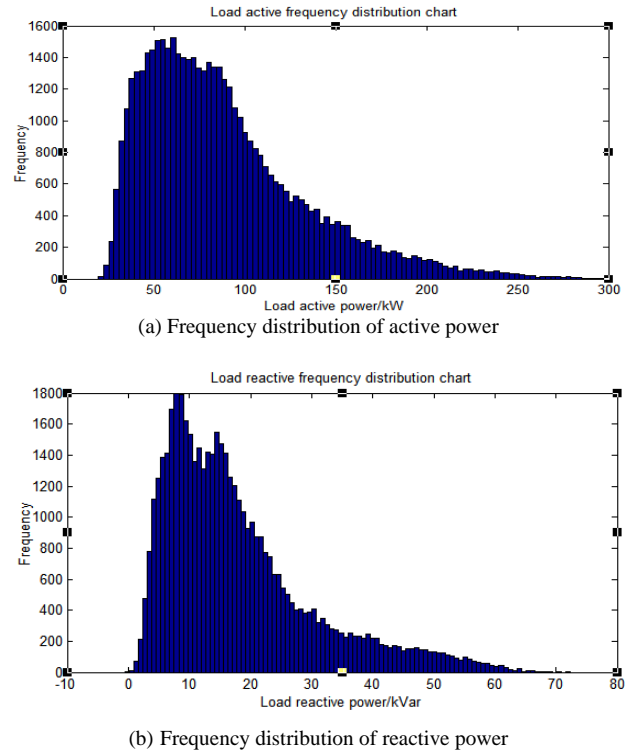 Load active frequency distribution chart
1600
1400
1200
1000
800
600
400
200
0
Frequency
0 50 100 150 200 250 300
Load active power/kW
(a) Frequency distribution of active power
Load reactive frequency distribution chart
1800
1600
1400
1200
1000
800
600
400
200
0
Frequency
-10 0 10 20 30 40 50 60 70 80
Load reactive power/kVar
(b) Frequency distribution of reactive power